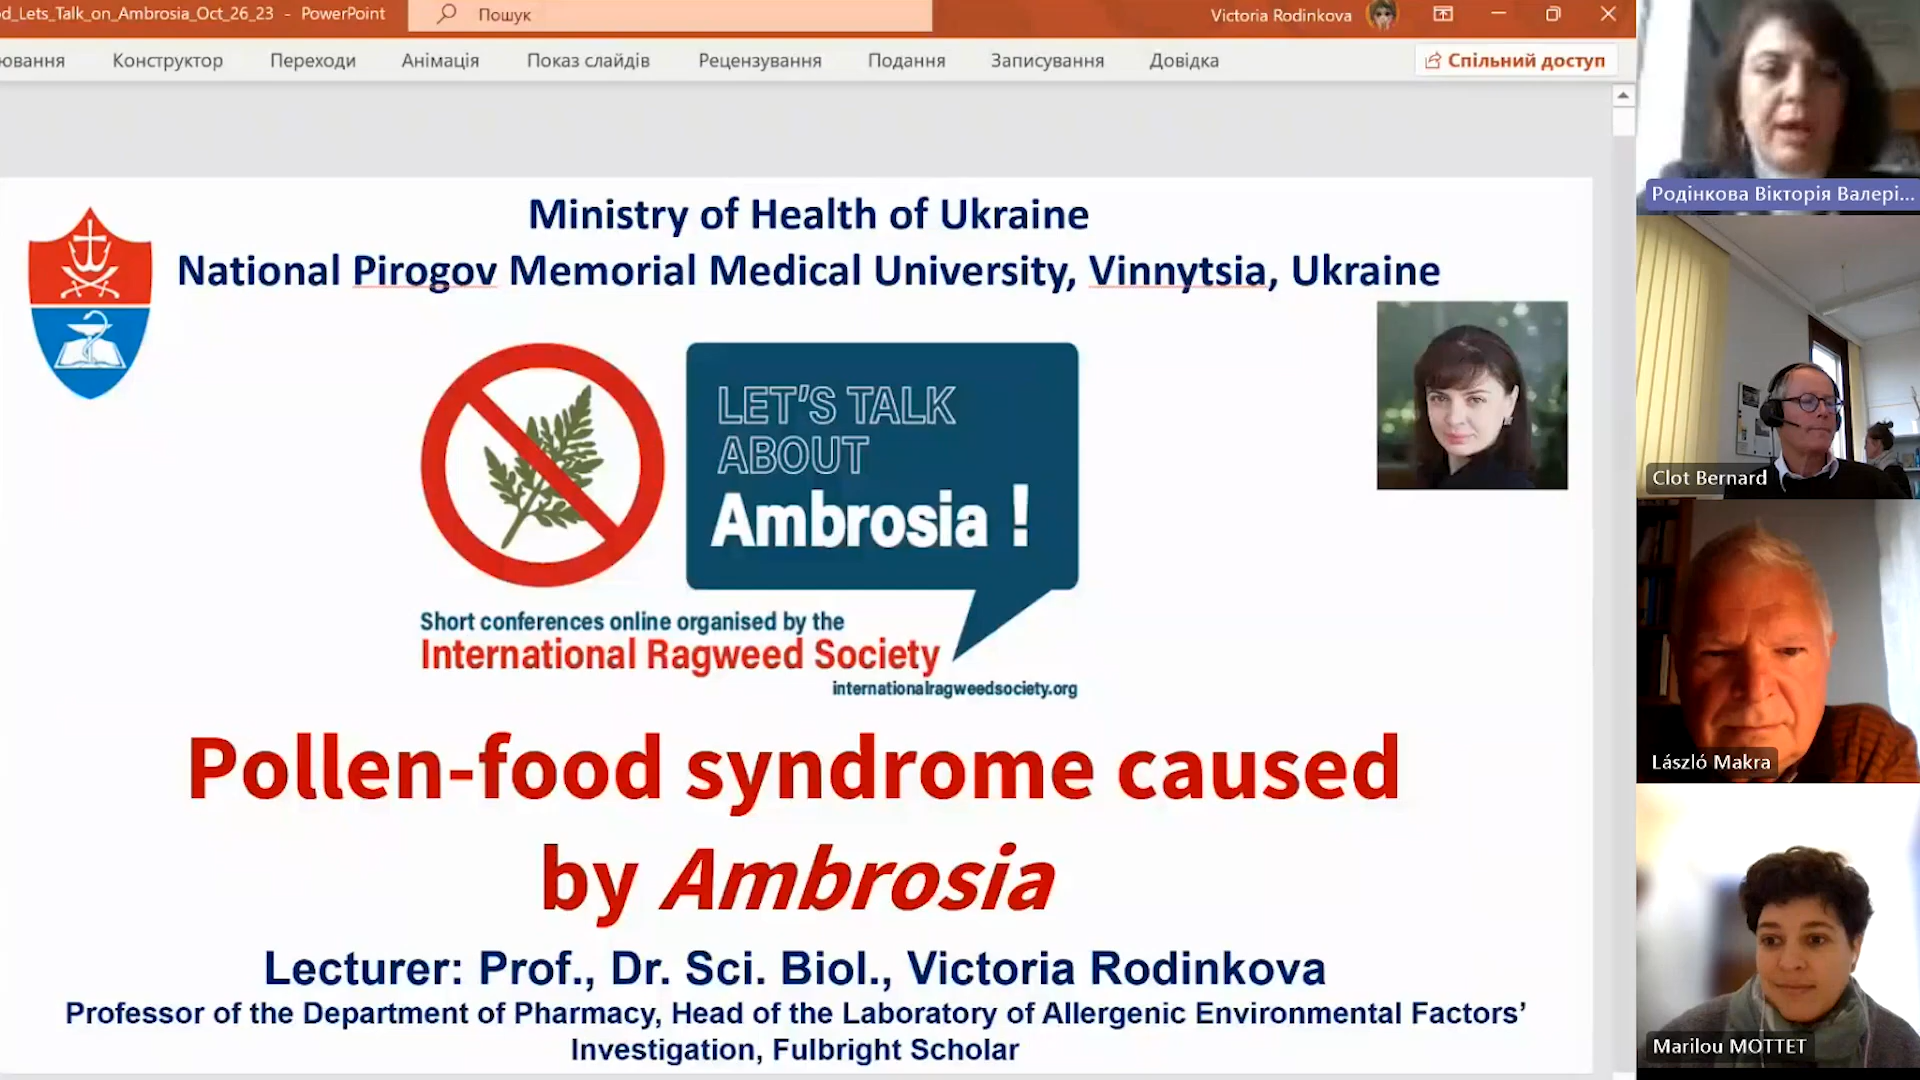 d_Lets_Talk_on_Ambrosia_Oct_26_23 - PowerPoint
Пошук
Victoria Rodinkova
ювання Конструктор Переходи Анімація Показ слайдів Рецензування Подання Записування Довідка
Спільний доступ
Ministry of Health of Ukraine
National Pirogov Memorial Medical University, Vinnytsia, Ukraine
LET'S TALK
ABOUT
Ambrosia !
Short conferences online organised by the
International Ragweed Society
internationalragweedsociety.org
Pollen-food syndrome caused
by Ambrosia
Lecturer: Prof., Dr. Sci. Biol., Victoria Rodinkova
Professor of the Department of Pharmacy, Head of the Laboratory of Allergenic Environmental Factors’
Investigation, Fulbright Scholar
Родінкова Вікторія Валері...
Clot Bernard
László Makra
Marilou MOTTET